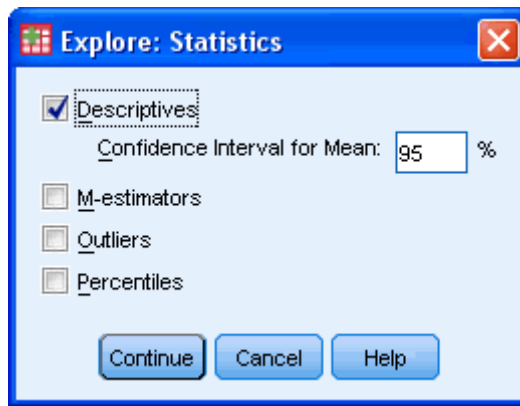 Explore: Statistics
Descriptives
Confidence Interval for Mean: 95 %
M-estimators
Outliers
Percentiles
Continue Cancel Help